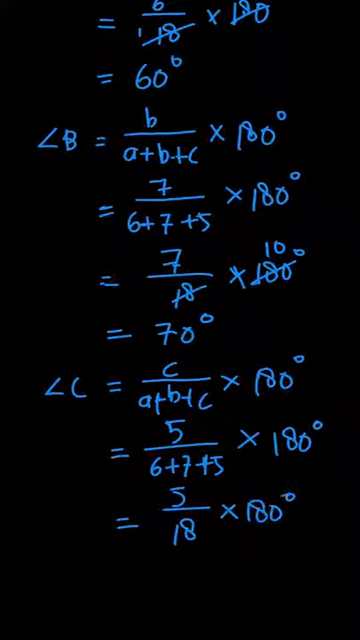 = 6/18 × 180
= 60°
∠B = b/(a+b+c) × 180°
= 7/(6+7+5) × 180°
= 7/18 × 180° 10
= 70°
∠C = c/(a+b+c) × 180°
= 5/(6+7+5) × 180°
= 5/18 × 180°